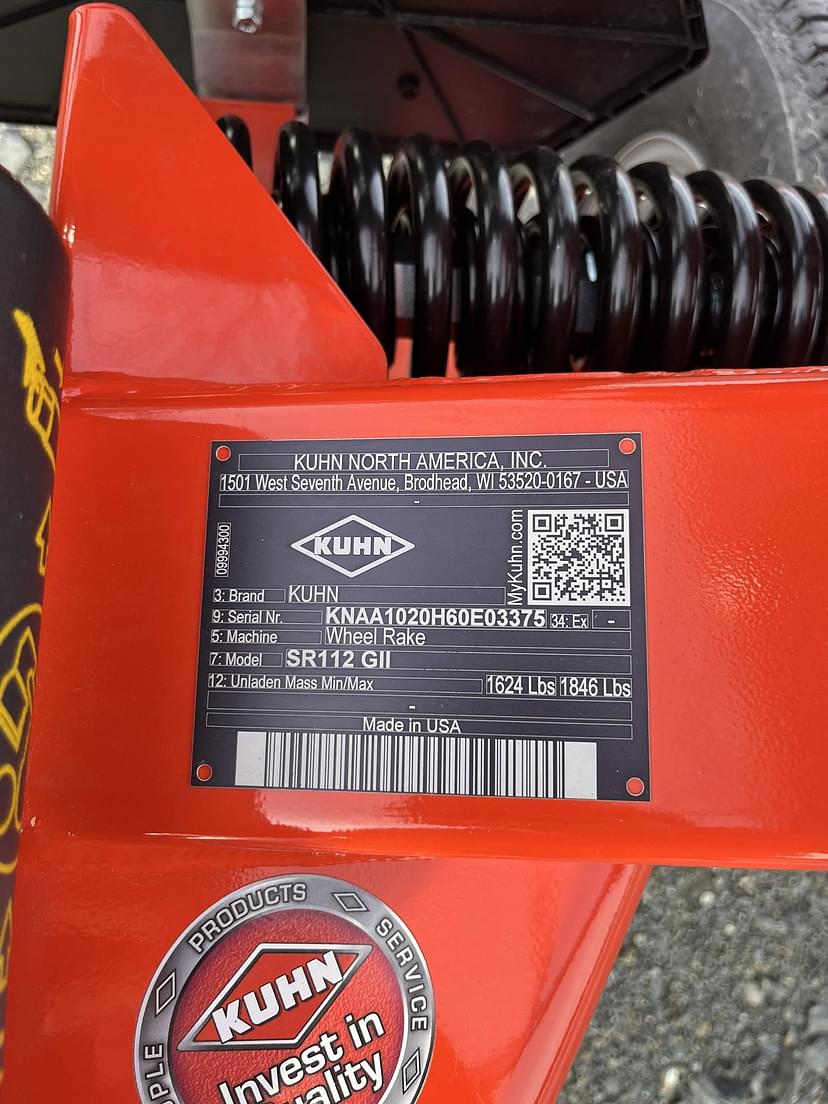 KUHN NORTH AMERICA, INC.
1501 West Seventh Avenue, Brodhead, WI 53520-0167 - USA
-
09994300
KUHN
MyKuhn.com
3: Brand KUHN
9: Serial Nr. KNAA1020H60E03375 34: Ex -
5: Machine Wheel Rake
7: Model SR112 GII
12: Unladen Mass Min/Max 1624 Lbs 1846 Lbs
-
Made in USA
PRODUCTS
SERVICE
KUHN
Invest in